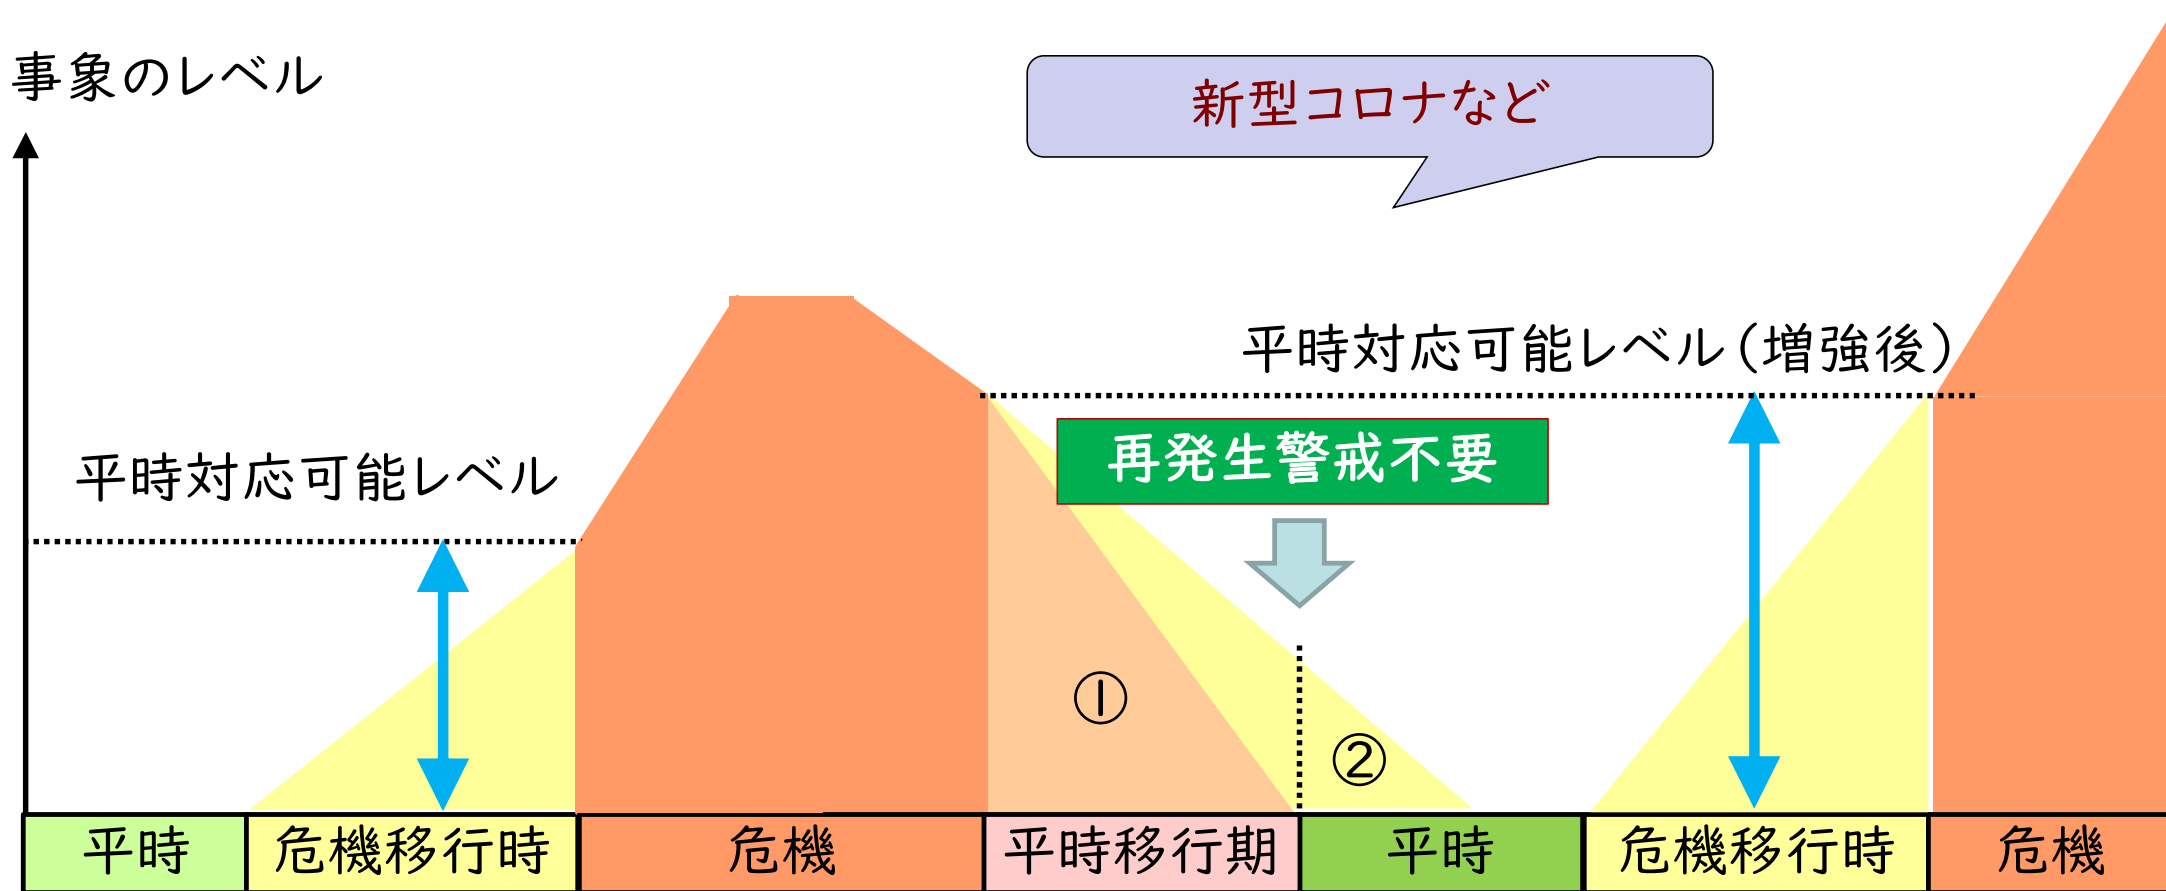 事象のレベル
新型コロナなど
平時対応可能レベル(増強後)
平時対応可能レベル
再発生警戒不要
①
②
平時
危機移行時
危機
平時移行期
平時
危機移行時
危機